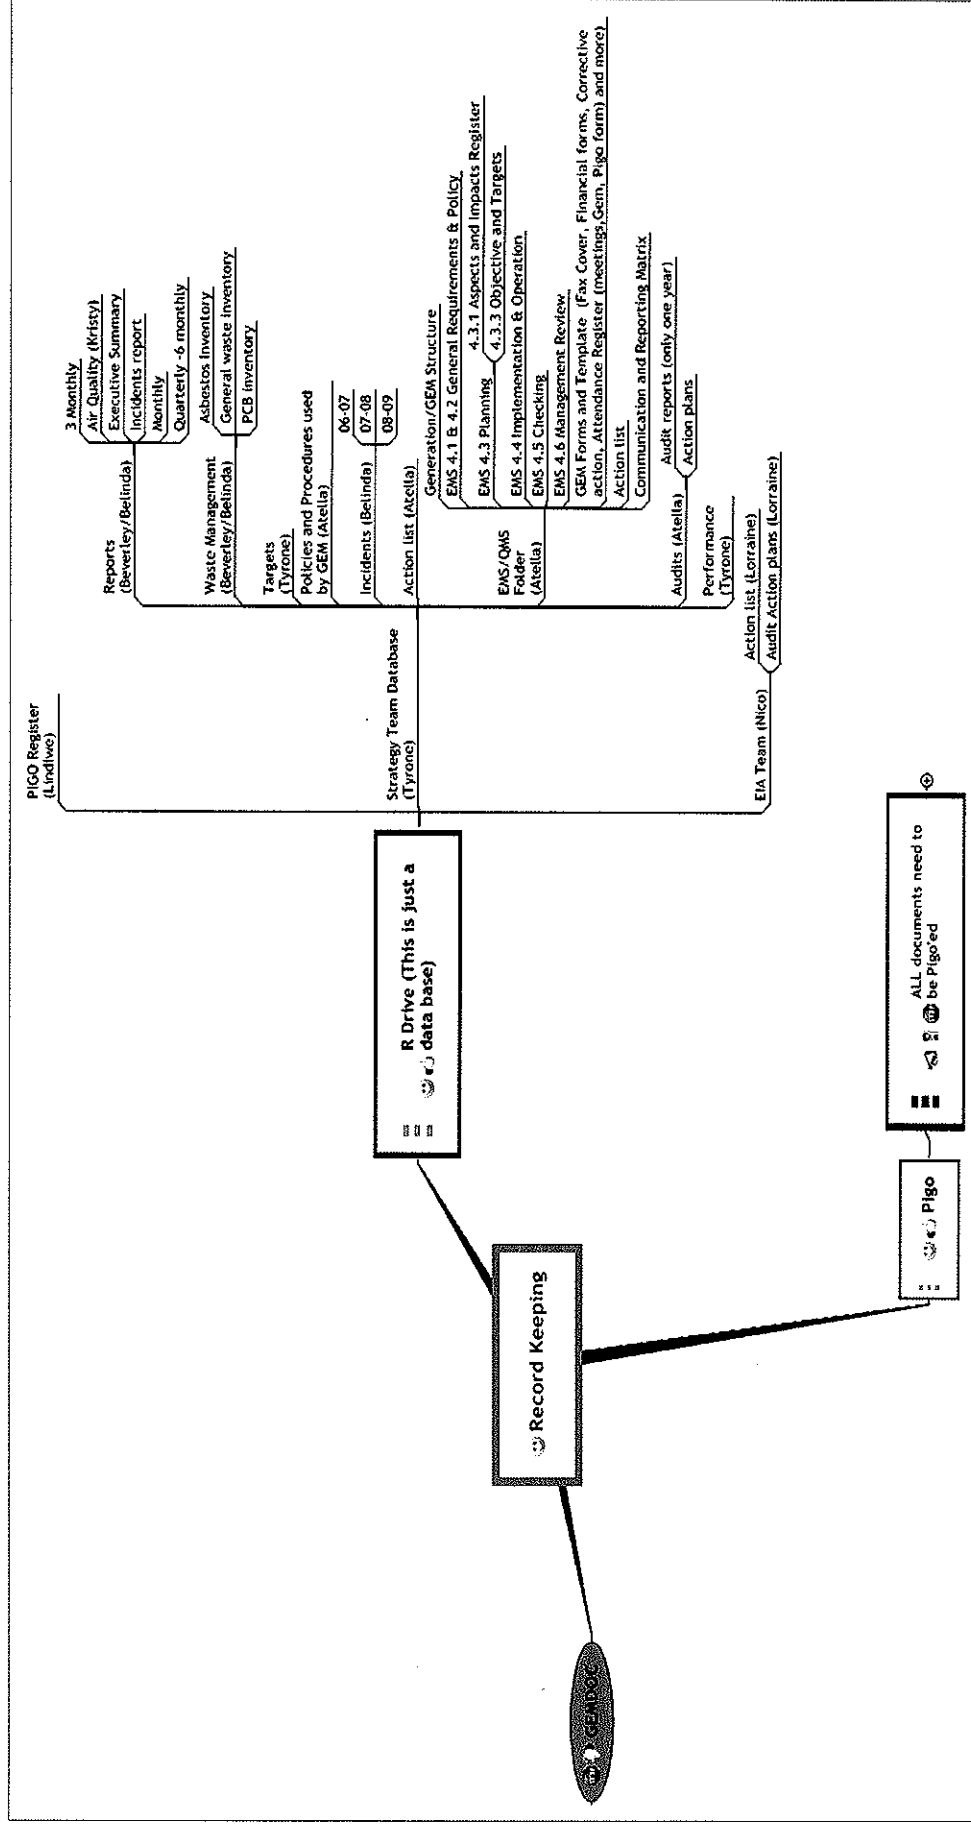 GEMDOC
Record Keeping
R Drive (This is just a
data base)
PIGO Register
(Lindiwe)
Strategy Team Database
(Tyrone)
Reports
(Beverley/Belinda)
3 Monthly
Air Quality (Kristy)
Executive Summary
Incidents report
Monthly
Quarterly -6 monthly
Waste Management
(Beverley/Belinda)
Asbestos Inventory
General waste inventory
PCB inventory
Targets
(Tyrone)
Policies and Procedures used
by GEM (Atella)
Incidents (Belinda)
06-07
07-08
08-09
Action list (Atella)
EMS/QMS
Folder
(Atella)
Generation/GEM Structure
EMS 4.1 & 4.2 General Requirements & Policy
EMS 4.3 Planning
4.3.1 Aspects and Impacts Register
4.3.3 Objective and Targets
EMS 4.4 Implementation & Operation
EMS 4.5 Checking
EMS 4.6 Management Review
GEM Forms and Template (Fax Cover, Financial forms, Corrective
action, Attendance Register (meetings,Gem, Pigo form) and more)
Action list
Communication and Reporting Matrix
Audits (Atella)
Audit reports (only one year)
Action plans
Performance
(Tyrone)
EIA Team (Nico)
Action list (Lorraine)
Audit Action plans (Lorraine)
Pigo
ALL documents need to
be Pigo'ed